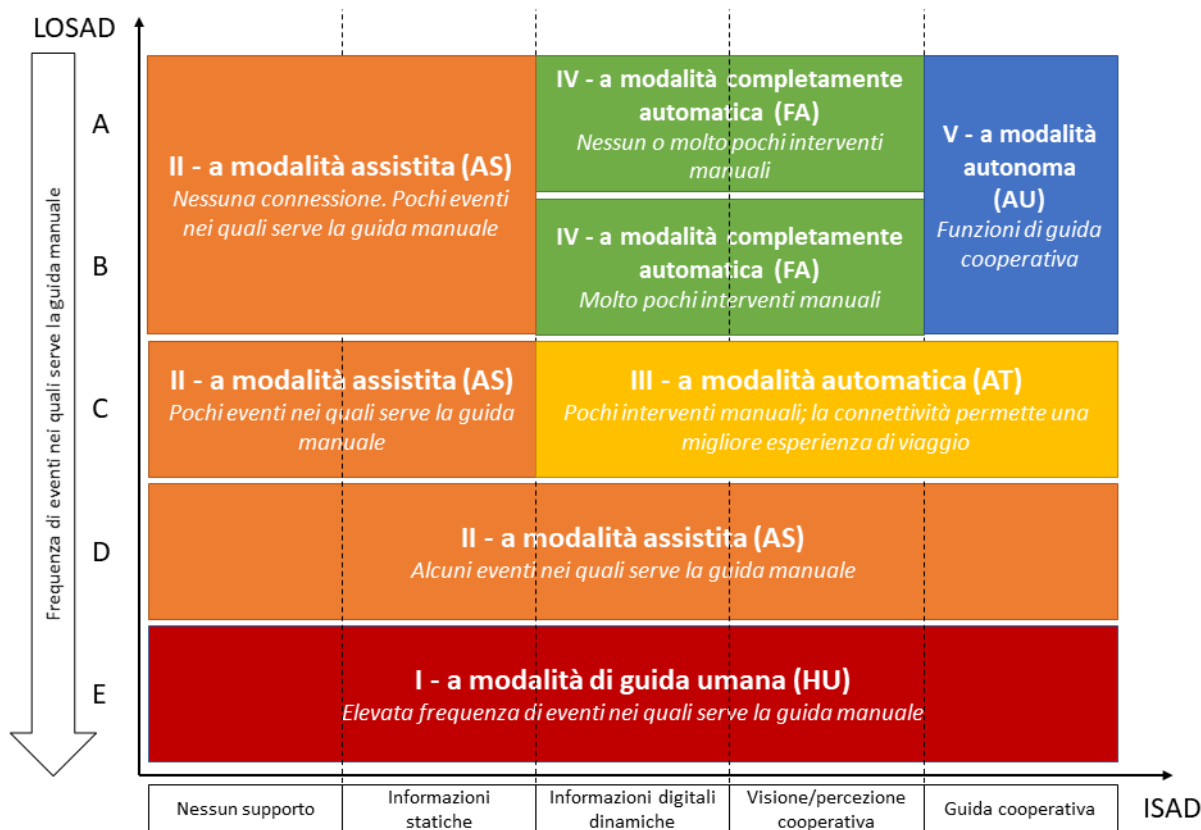 LOSAD
Frequenza di eventi nei quali serve la guida manuale
A
B
C
D
E
II - a modalità assistita (AS)
Nessuna connessione. Pochi eventi
nei quali serve la guida manuale
IV - a modalità completamente
automatica (FA)
Nessun o molto pochi interventi
manuali
IV - a modalità completamente
automatica (FA)
Molto pochi interventi manuali
V - a modalità
autonoma
(AU)
Funzioni di guida
cooperativa
II - a modalità assistita (AS)
Pochi eventi nei quali serve la guida
manuale
III - a modalità automatica (AT)
Pochi interventi manuali; la connettività permette una
migliore esperienza di viaggio
II - a modalità assistita (AS)
Alcuni eventi nei quali serve la guida manuale
I - a modalità di guida umana (HU)
Elevata frequenza di eventi nei quali serve la guida manuale
Nessun supporto
Informazioni
statiche
Informazioni digitali
dinamiche
Visione/percezione
cooperativa
Guida cooperativa
ISAD